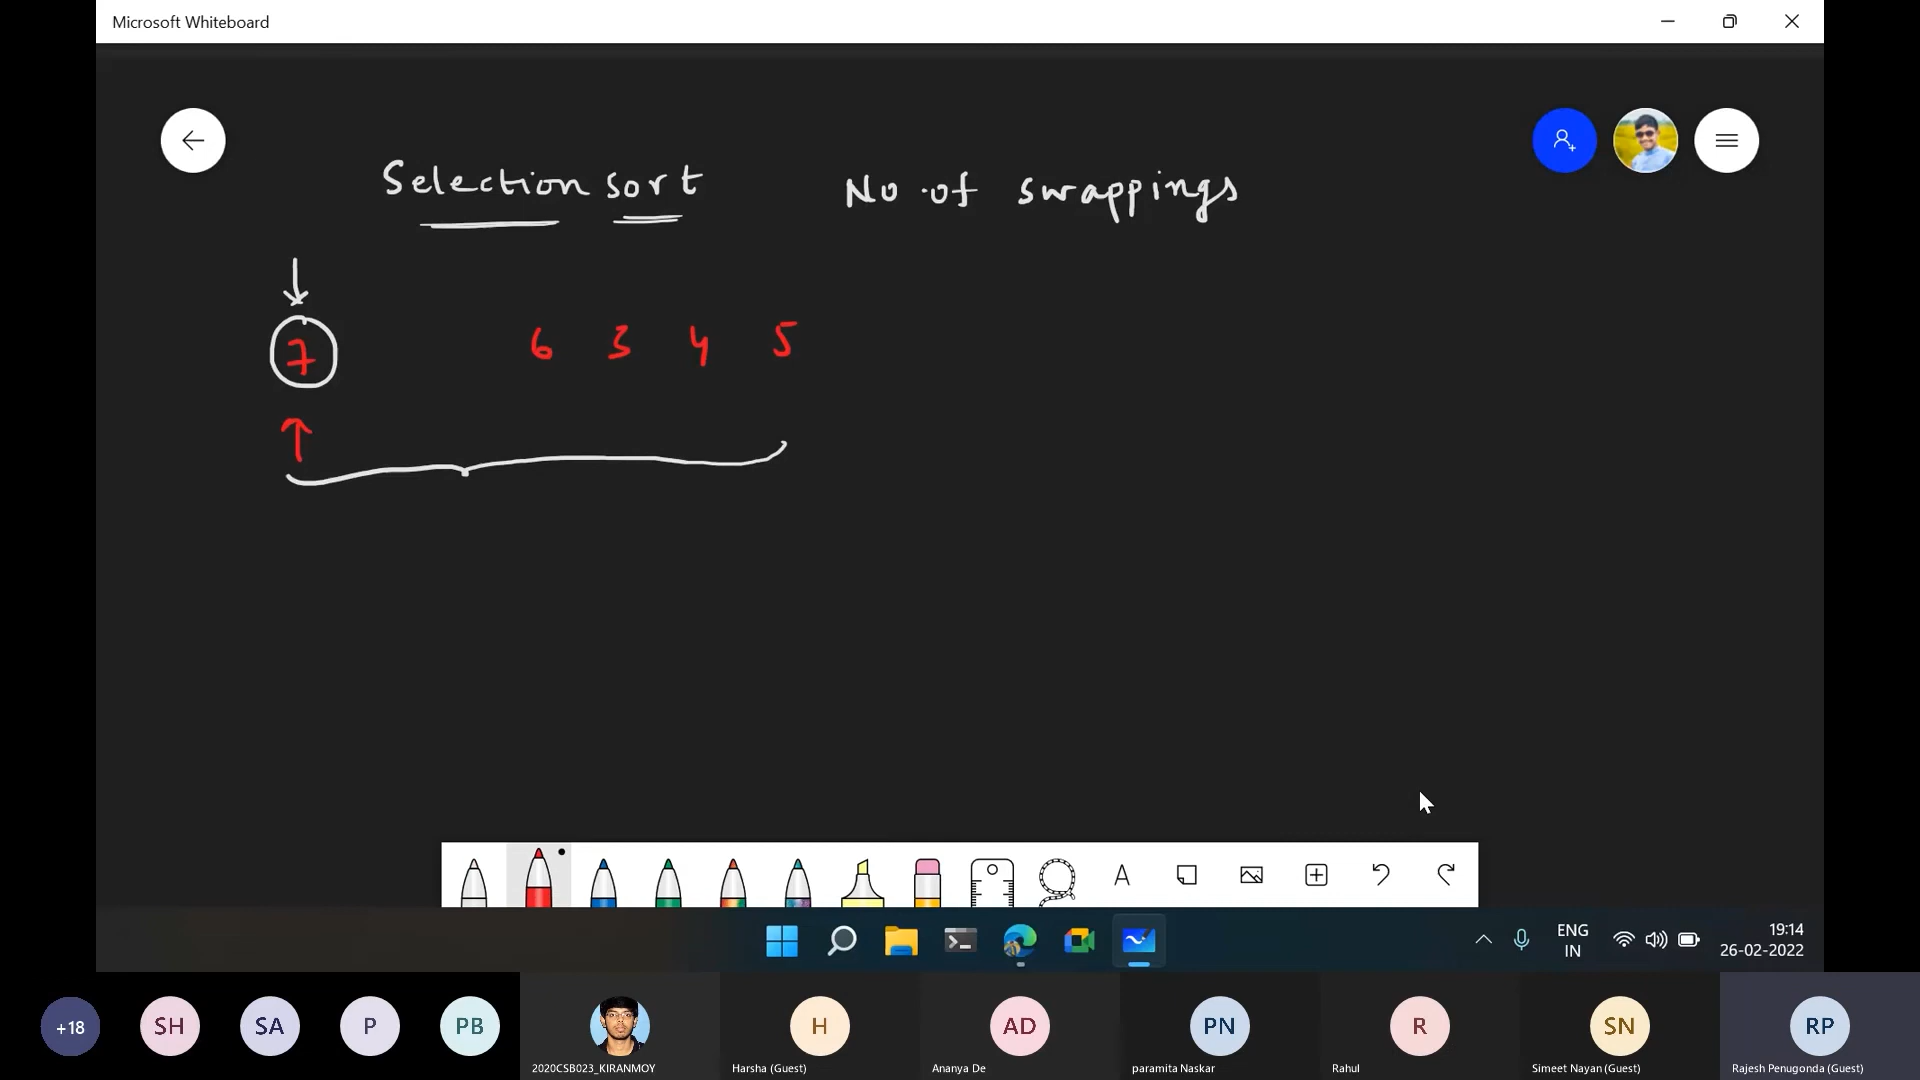 Microsoft Whiteboard
Selection sort
No. of swappings
7 6 3 4 5
A
ENG
IN
19:14
26-02-2022
+18
SH
SA
P
PB
2020CSB023_KIRANMOY
H
Harsha (Guest)
AD
Ananya De
PN
paramita Naskar
R
Rahul
SN
Simeet Nayan (Guest)
RP
Rajesh Penugonda (Guest)